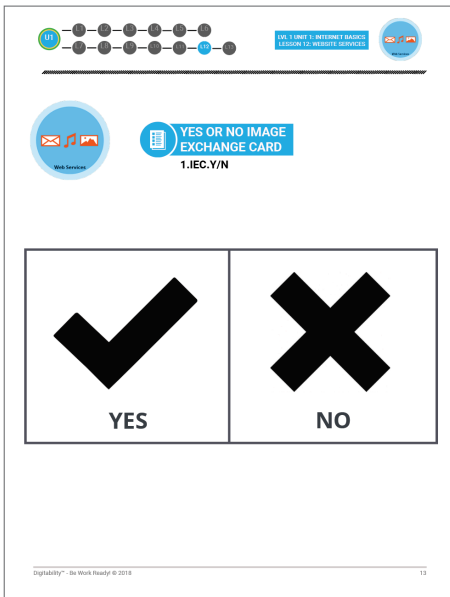 U1 L1 L2 L3 L4 L5 L6
L7 L8 L9 L10 L11 L12 L13
LVL 1 UNIT 1: INTERNET BASICS
LESSON 12: WEBSITE SERVICES
Web Services
Web Services
YES OR NO IMAGE
EXCHANGE CARD
1.IEC.Y/N
YES
NO
Digitability™ - Be Work Ready! © 2018
13